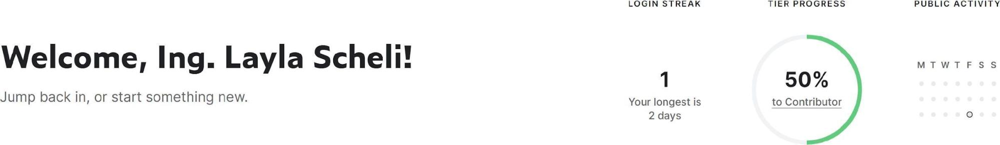 LOGIN STREAK
TIER PROGRESS
PUBLIC ACTIVITY
Welcome, Ing. Layla Scheli!
Jump back in, or start something new.
1
Your longest is
2 days
50%
to Contributor
M T W T F S S